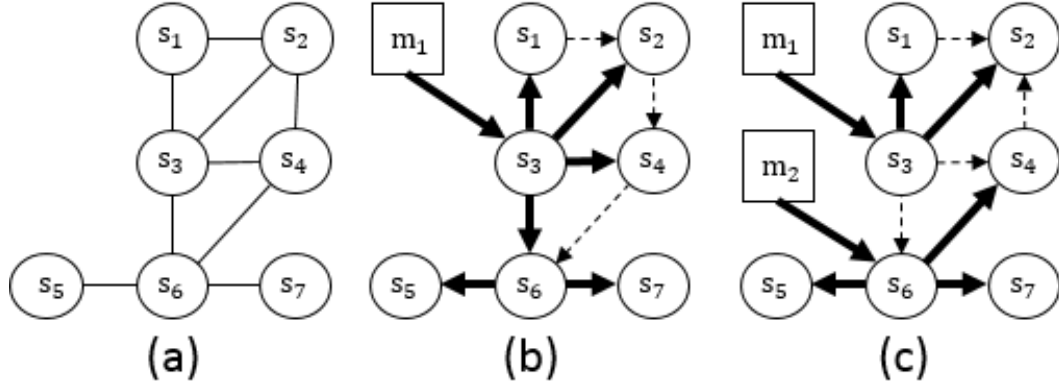 s₁ s₂ m₁ s₁ s₂ m₁ s₁ s₂
s₃ s₄ s₃ s₄ m₂ s₃ s₄
s₅ s₆ s₇ s₅ s₆ s₇ s₅ s₆ s₇
(a) (b) (c)